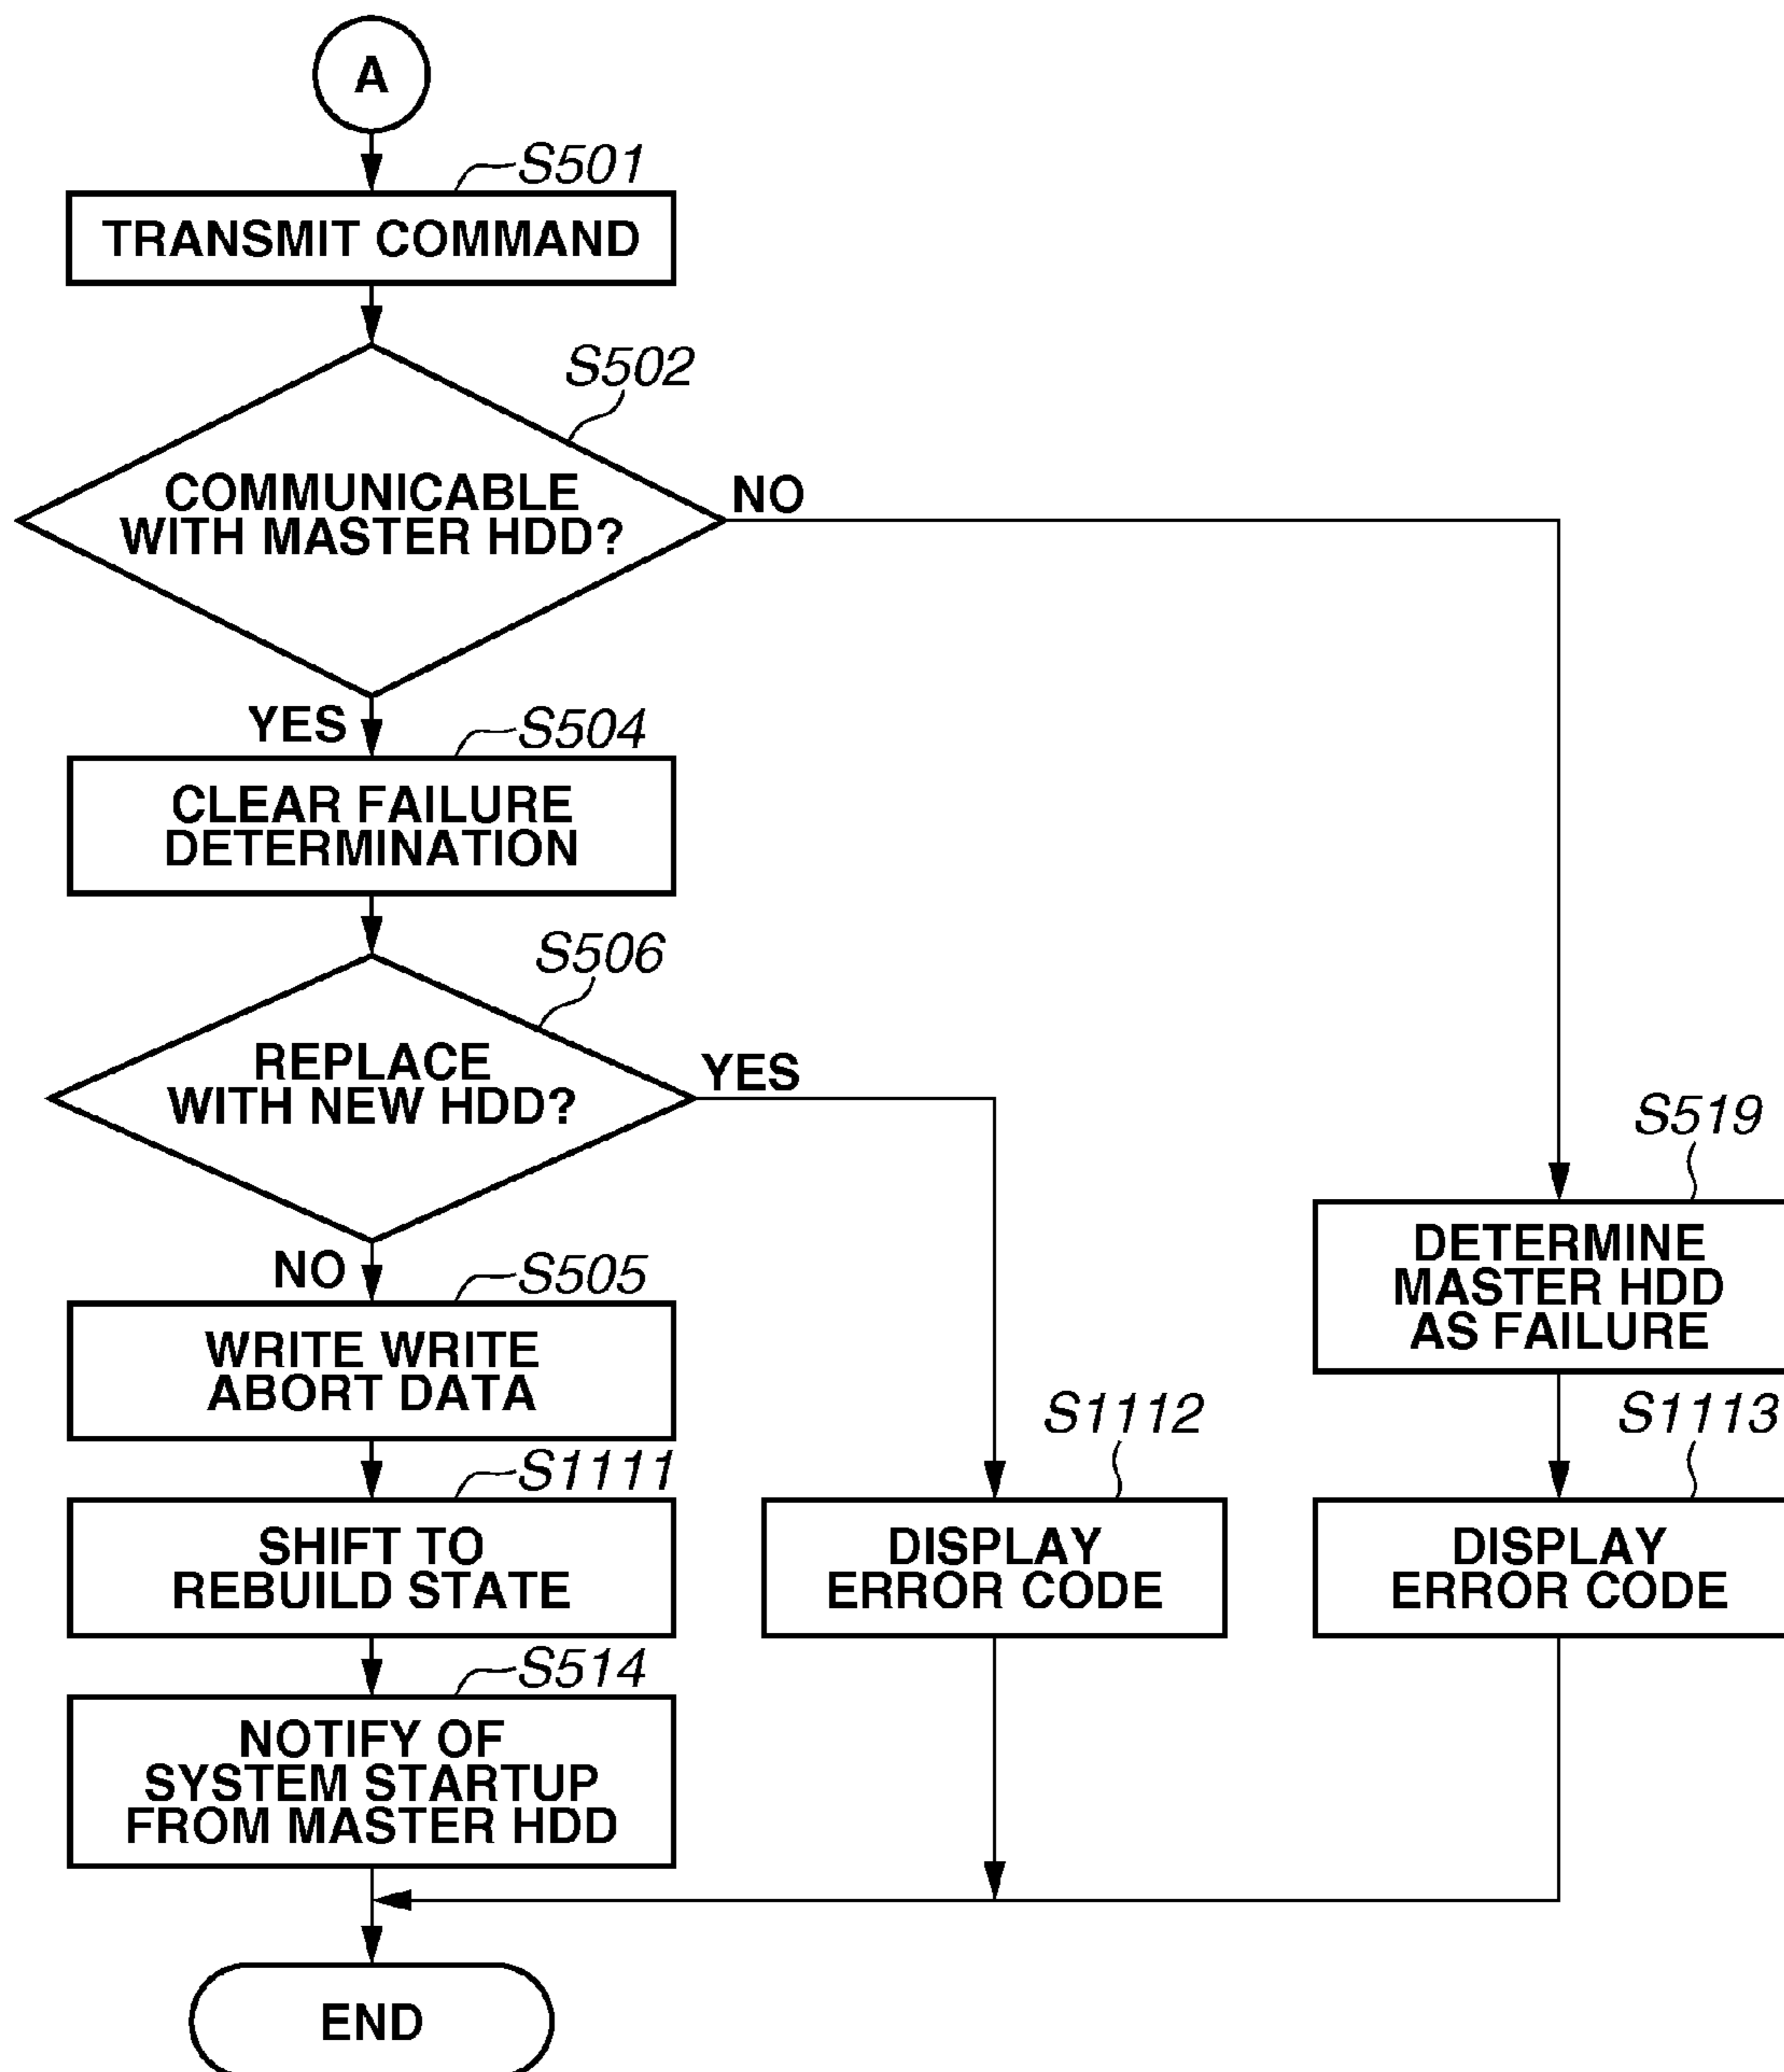 A
S501
TRANSMIT COMMAND
S502
COMMUNICABLE
WITH MASTER HDD?
NO
YES
S504
CLEAR FAILURE
DETERMINATION
S506
REPLACE
WITH NEW HDD?
YES
NO
S505
WRITE WRITE
ABORT DATA
S1111
SHIFT TO
REBUILD STATE
S514
NOTIFY OF
SYSTEM STARTUP
FROM MASTER HDD
S1112
DISPLAY
ERROR CODE
S519
DETERMINE
MASTER HDD
AS FAILURE
S1113
DISPLAY
ERROR CODE
END